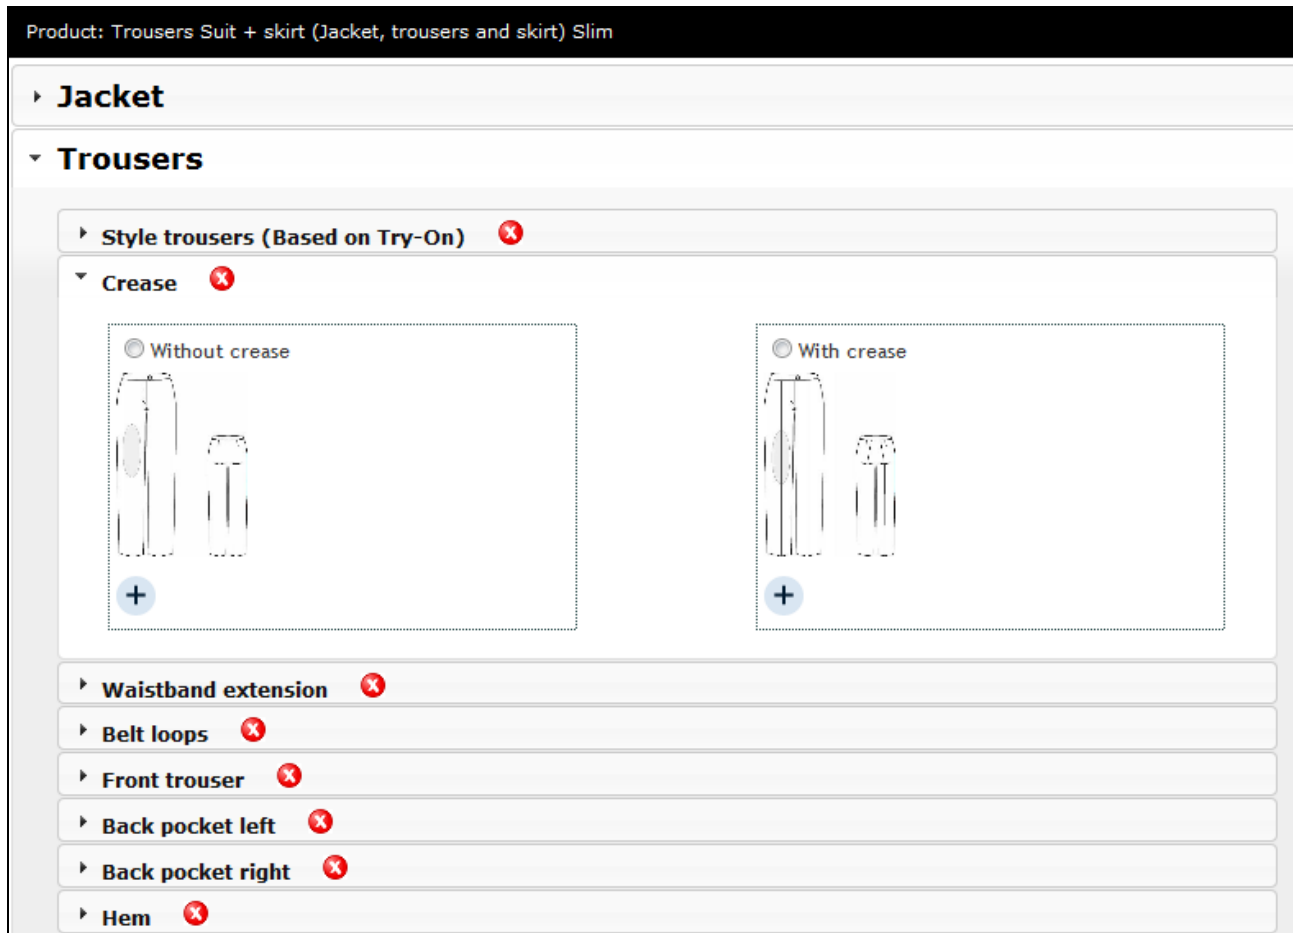 Product: Trousers Suit + skirt (Jacket, trousers and skirt) Slim
Jacket
Trousers
Style trousers (Based on Try-On)
Crease
Without crease
With crease
Waistband extension
Belt loops
Front trouser
Back pocket left
Back pocket right
Hem